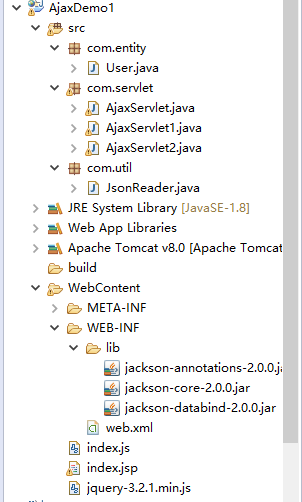 AjaxDemo1
src
com.entity
User.java
com.servlet
AjaxServlet.java
AjaxServlet1.java
AjaxServlet2.java
com.util
JsonReader.java
JRE System Library [JavaSE-1.8]
Web App Libraries
Apache Tomcat v8.0 [Apache Tomcat
build
WebContent
META-INF
WEB-INF
lib
jackson-annotations-2.0.0.ja
jackson-core-2.0.0.jar
jackson-databind-2.0.0.jar
web.xml
index.js
index.jsp
jquery-3.2.1.min.js